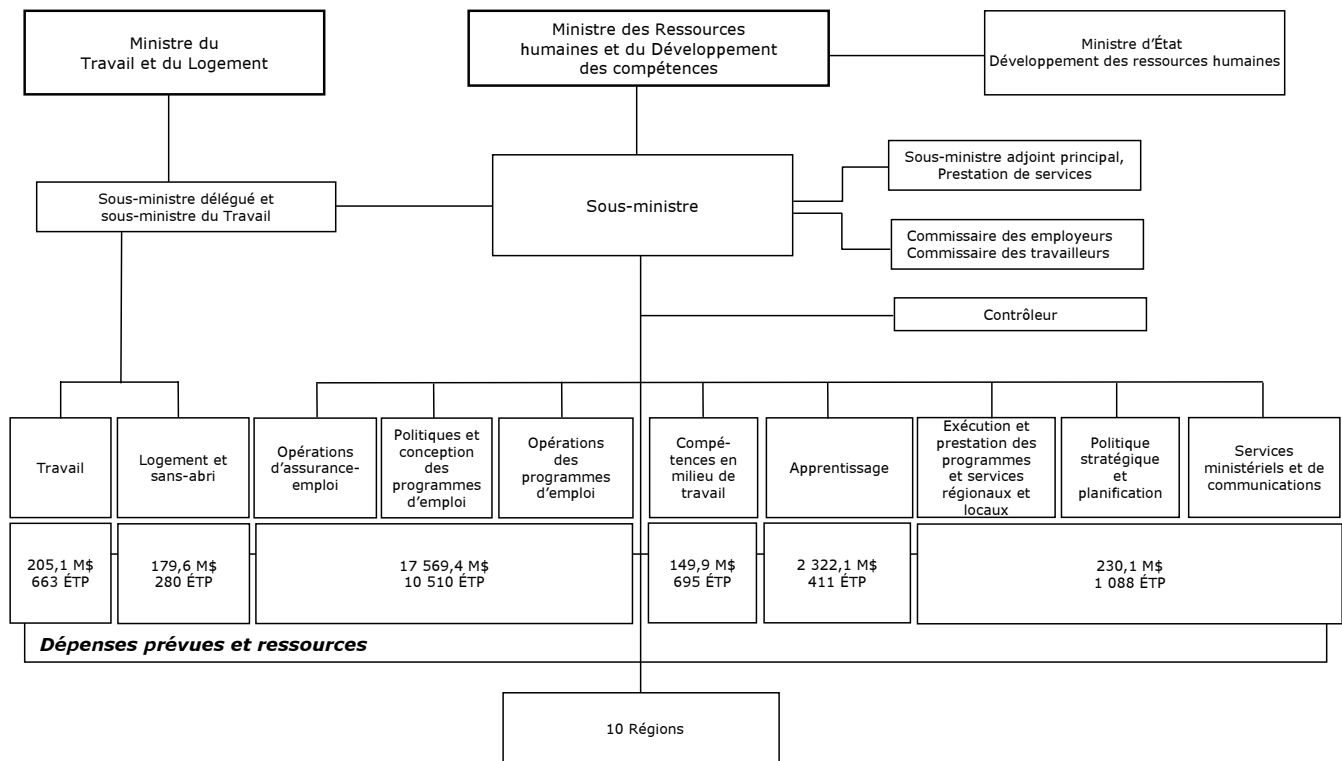 Ministre du
Travail et du Logement
Ministre des Ressources
humaines et du Développement
des compétences
Ministre d’État
Développement des ressources humaines
Sous-ministre adjoint principal,
Prestation de services
Sous-ministre délégué et
sous-ministre du Travail
Sous-ministre
Commissaire des employeurs
Commissaire des travailleurs
Contrôleur
Travail
Logement et
sans-abri
Opérations
d’assurance-
emploi
Politiques et
conception
des
programmes
d’emploi
Opérations
des
programmes
d’emploi
Compé-
tences en
milieu de
travail
Apprentissage
Exécution et
prestation des
programmes
et services
régionaux et
locaux
Politique
stratégique
et
planification
Services
ministériels et de
communications
205,1 M$
663 ÉTP
179,6 M$
280 ÉTP
17 569,4 M$
10 510 ÉTP
149,9 M$
695 ÉTP
2 322,1 M$
411 ÉTP
230,1 M$
1 088 ÉTP
Dépenses prévues et ressources
10 Régions